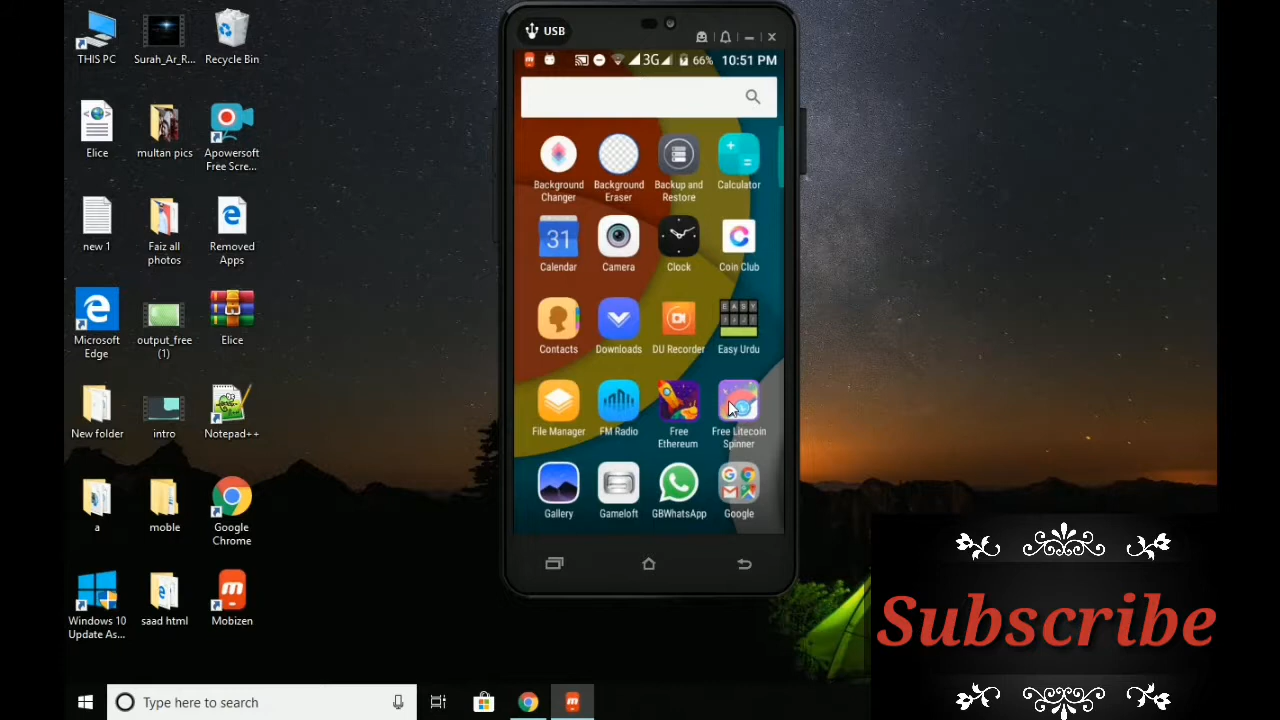 THIS PC
Surah_Ar_R...
Recycle Bin
Elice
multan pics
Apowersoft
Free Scre...
new 1
Faiz all
photos
Removed
Apps
Microsoft
Edge
output_free
(1)
Elice
New folder
intro
Notepad++
a
moble
Google
Chrome
Windows 10
Update As...
saad html
Mobizen
USB
3G 66% 10:51 PM
Background
Changer
Background
Eraser
Backup and
Restore
Calculator
31
Calendar
Camera
Clock
Coin Club
EASY
Contacts
Downloads
DU Recorder
Easy Urdu
File Manager
FM Radio
Free
Ethereum
Free Litecoin
Spinner
Gallery
Gameloft
GBWhatsApp
Google
Subscribe
Type here to search